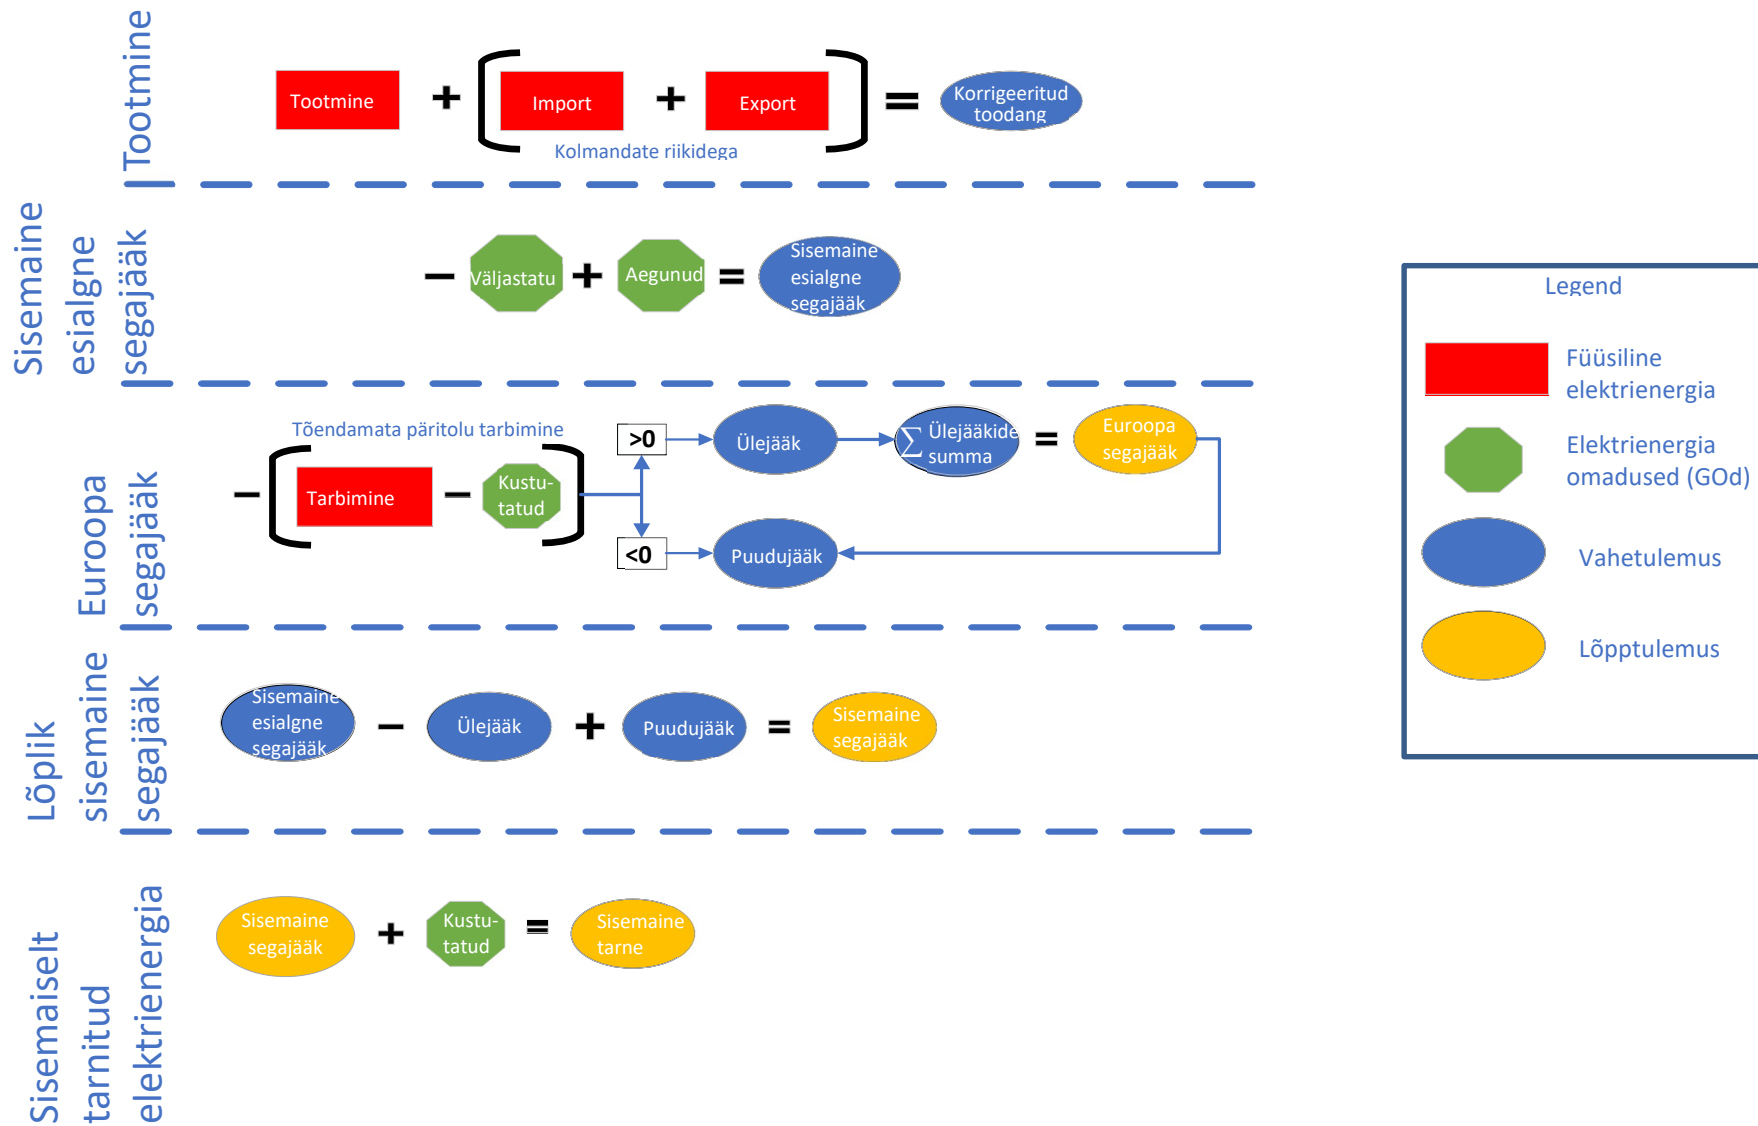 Tootmine
Tootmine + Import + Export = Korrigeeritud
toodang
Kolmandate riikidega
Sisemaine
esialgne
segajääk
– Väljastatu + Aegunud = Sisemaine
esialgne
segajääk
Euroopa
segajääk
Tõendamata päritolu tarbimine
– Tarbimine – Kustu-
tatud
>0
Ülejääk
∑ Ülejääkide
summa
=
Euroopa
segajääk
<0
Puudujääk
Lõplik
sisemaine
segajääk
Sisemaine
esialgne
segajääk
– Ülejääk + Puudujääk =
Sisemaine
segajääk
Sisemaiselt
tarnitud
elektrienergia
Sisemaine
segajääk
+
Kustu-
tatud
=
Sisemaine
tarne
Legend
Füüsiline
elektrienergia
Elektrienergia
omadused (GOd)
Vahetulemus
Lõpptulemus